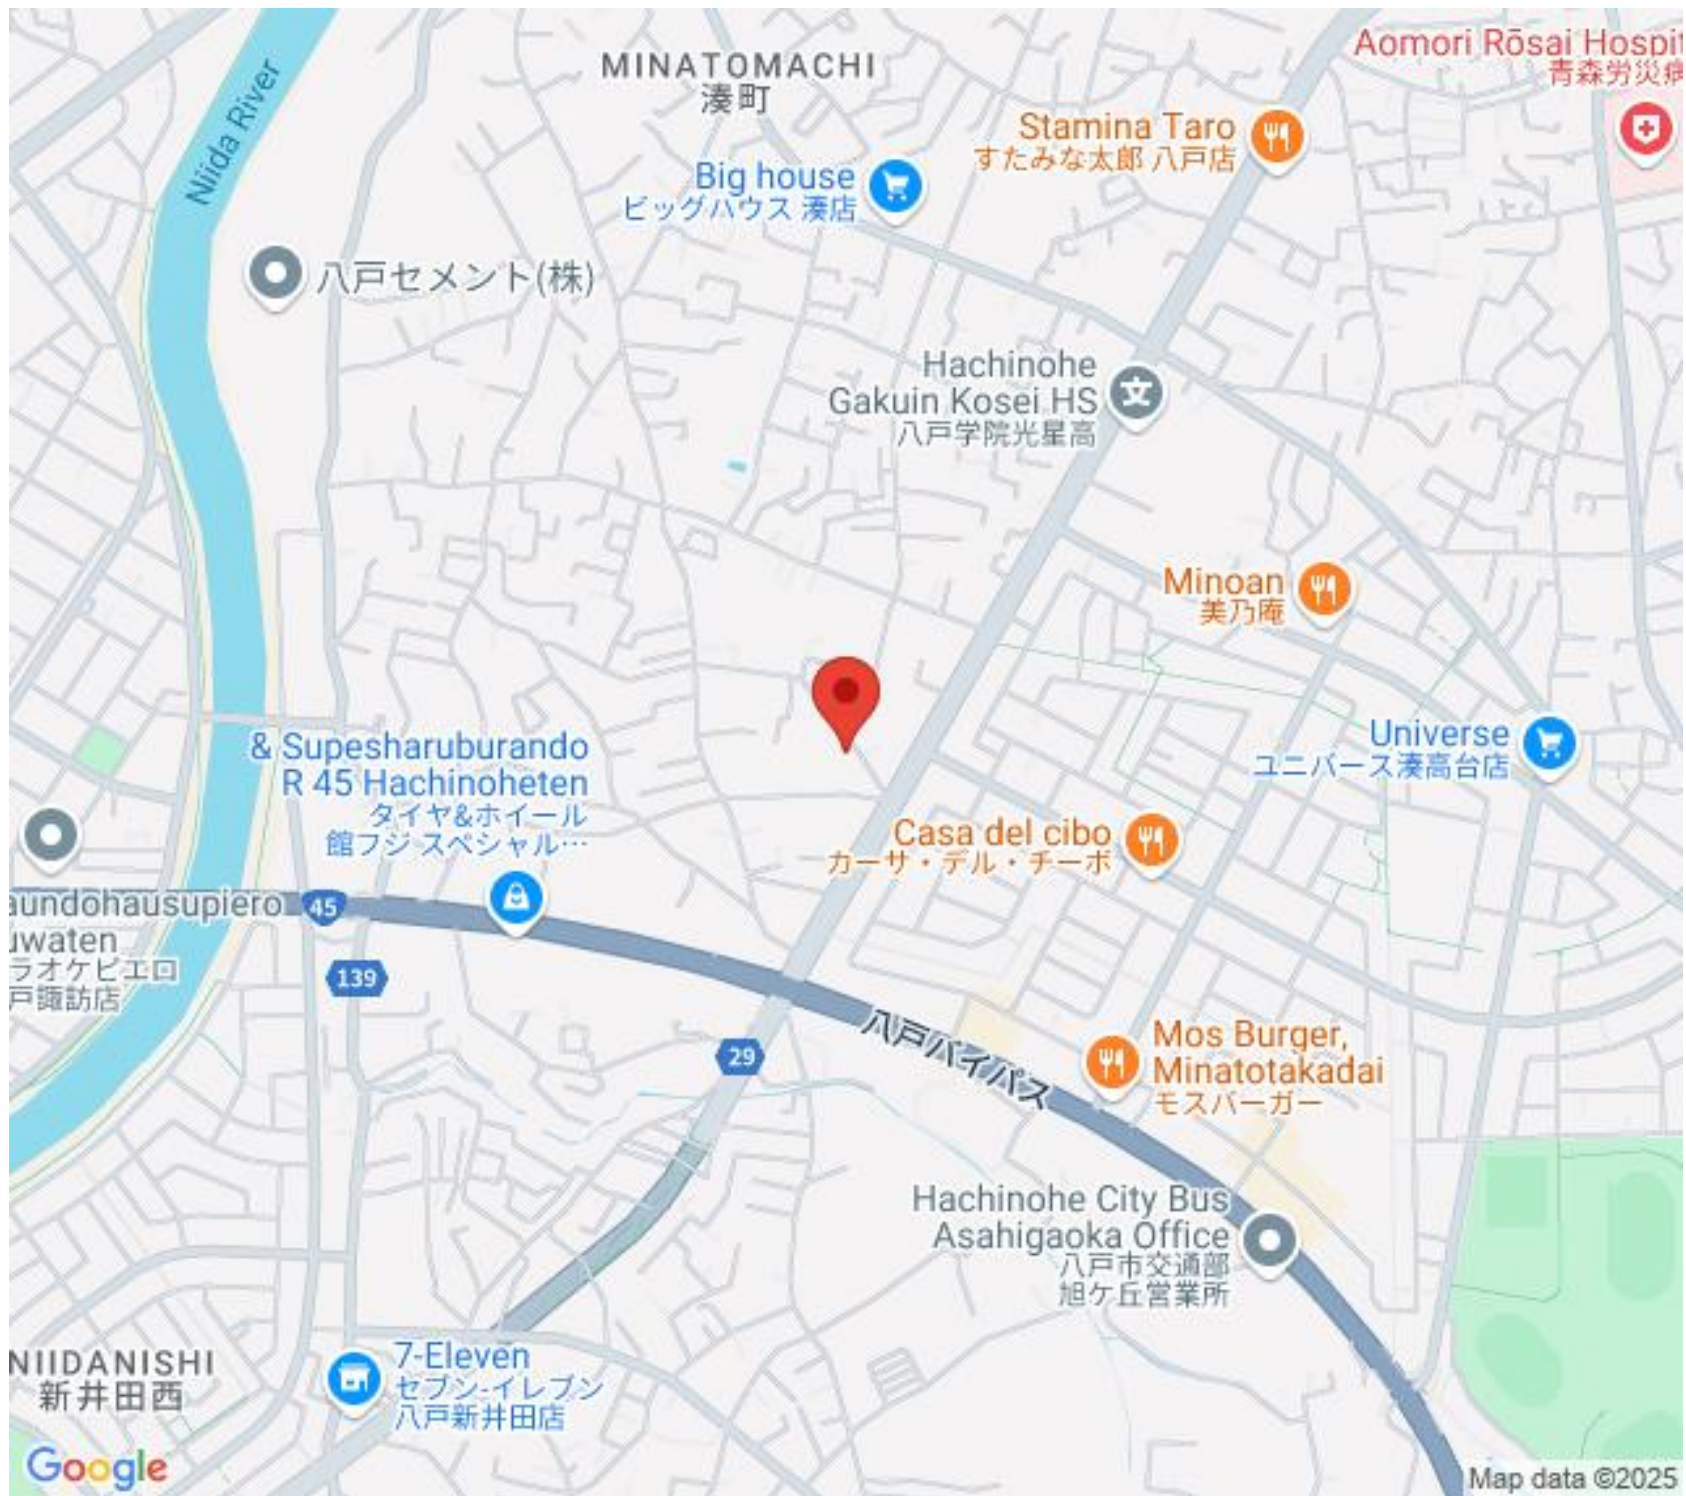 Aomori Rōsai Hospit
青森労災病
MINATOMACHI
湊町
Niida River
Stamina Taro
すたみな太郎 八戸店
Big house
ビッグハウス 湊店
八戸セメント(株)
Hachinohe
Gakuin Kosei HS
八戸学院光星高
文
Minoan
美乃庵
Universe
ユニバース湊高台店
& Supesharuburando
R 45 Hachinoheten
タイヤ&ホイール
館フジ スペシャル…
Casa del cibo
カーサ・デル・チーボ
aundohausupiero
uwaten
ラオケピエロ
戸諏訪店
45
139
29
八戸バイパス
Mos Burger,
Minatotakadai
モスバーガー
Hachinohe City Bus
Asahigaoka Office
八戸市交通部
旭ケ丘営業所
NIIDANISHI
新井田西
7-Eleven
セブン-イレブン
八戸新井田店
Google
Map data ©2025